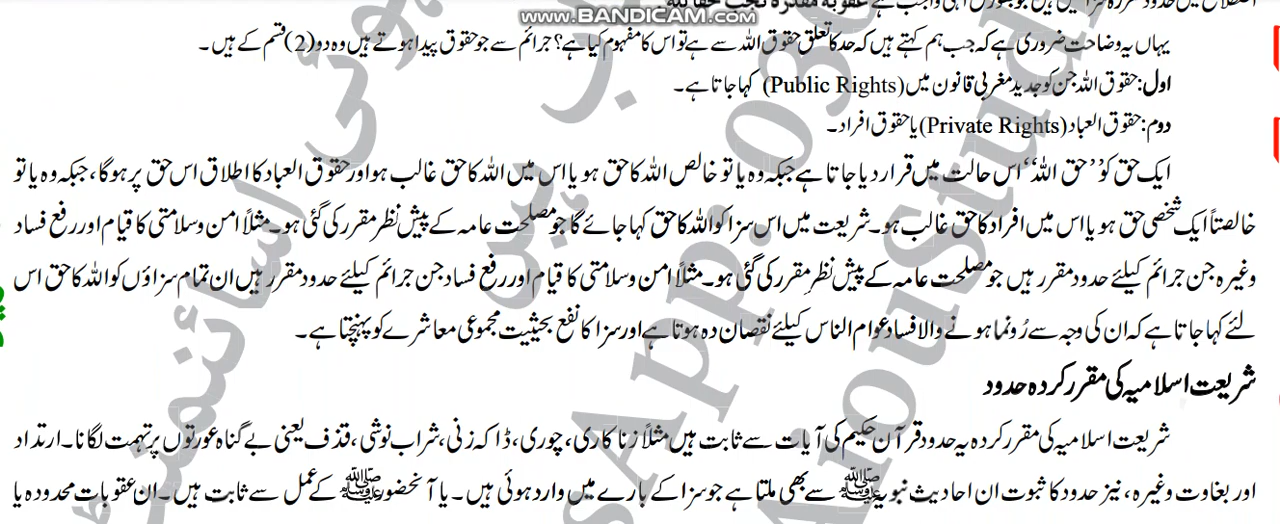 www.BANDICAM.com
یہاں یہ وضاحت ضروری ہے کہ جب ہم کہتے ہیں کہ حد کا تعلق حقوق اللہ سے ہے تو اس کا مفہوم کیا ہے؟ جرائم سے جو حقوق پیدا ہوتے ہیں وہ دو (2) قسم کے ہیں۔
اول: حقوق اللہ جن کو جدید مغربی قانون میں (Public Rights) کہا جاتا ہے۔
دوم: حقوق العباد (Private Rights) یا حقوق افراد۔
ایک حق کو ’’حق اللہ‘‘ اس حالت میں قرار دیا جاتا ہے جبکہ وہ یا تو خالص اللہ کا حق ہو یا اس میں اللہ کا حق غالب ہو اور حقوق العباد کا اطلاق اس حق پر ہوگا، جبکہ وہ یا تو
خالصتاً ایک شخصی حق ہو یا اس میں افراد کا حق غالب ہو۔ شریعت میں اس سزا کو اللہ کا حق کہا جائے گا جو مصلحت عامہ کے پیش نظر مقرر کی گئی ہو۔ مثلاً امن وسلامتی کا قیام اور رفع فساد
وغیرہ جن جرائم کیلئے حدود مقرر ہیں جو مصلحت عامہ کے پیش نظر مقرر کی گئی ہو۔ مثلاً امن وسلامتی کا قیام اور رفع فساد جن جرائم کیلئے حدود مقرر ہیں ان تمام سزاؤں کو اللہ کا حق اس
لئے کہا جاتا ہے کہ ان کی وجہ سے رُونما ہونے والا فساد عوام الناس کیلئے نقصان دہ ہوتا ہے اور سزا کا نفع بحیثیت مجموعی معاشرے کو پہنچتا ہے۔
شریعت اسلامیہ کی مقرر کردہ حدود
شریعت اسلامیہ کی مقرر کردہ یہ حدود قرآن حکیم کی آیات سے ثابت ہیں مثلاً زناکاری، چوری، ڈاکہ زنی، شراب نوشی، قذف یعنی بے گناہ عورتوں پر تہمت لگانا۔ ارتداد
اور بغاوت وغیرہ، نیز حدود کا ثبوت ان احادیث نبویہ ﷺ سے بھی ملتا ہے جو سزا کے بارے میں وارد ہوئی ہیں۔ یا آنحضور ﷺ کے عمل سے ثابت ہیں۔ ان عقوبات محدودہ یا